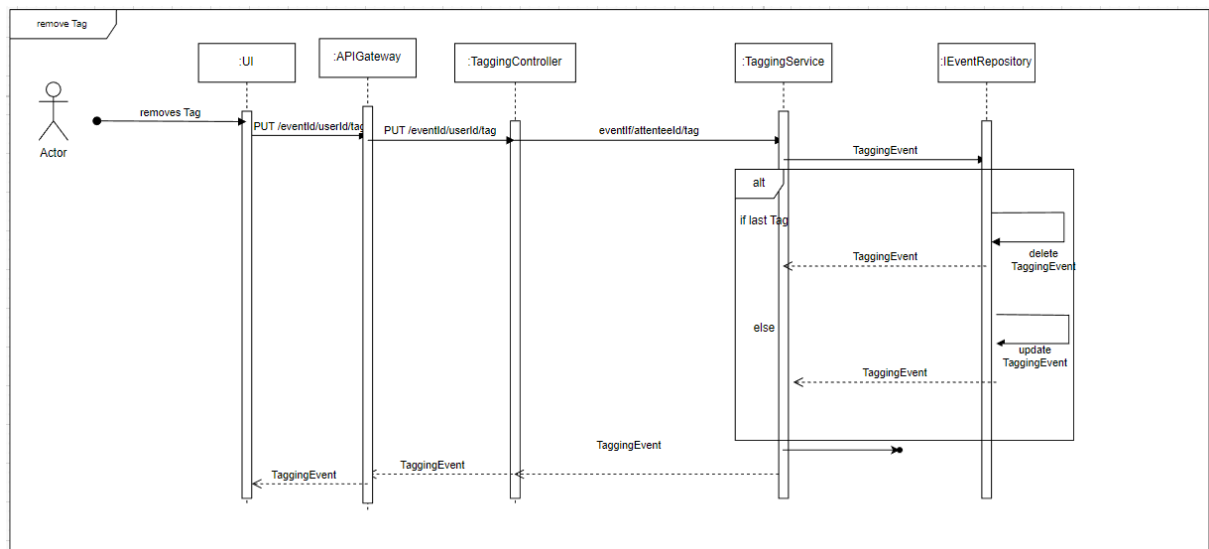 remove Tag
:UI
:APIGateway
:TaggingController
:TaggingService
:IEventRepository
Actor
removes Tag
PUT /eventId/userId/tag
PUT /eventId/userId/tag
eventIf/attenteeId/tag
TaggingEvent
alt
if last Tag
delete
TaggingEvent
TaggingEvent
else
update
TaggingEvent
TaggingEvent
TaggingEvent
TaggingEvent
TaggingEvent